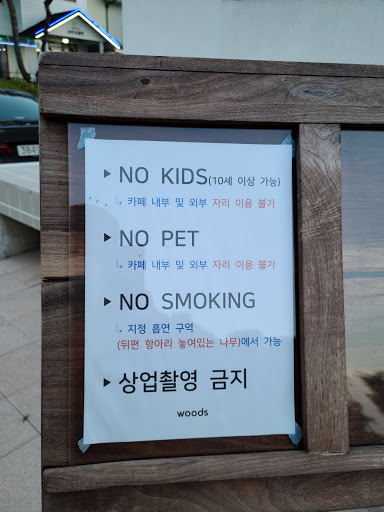 ▸ NO KIDS(10세 이상 가능)
↳ 카페 내부 및 외부 자리 이용 불가
▸ NO PET
↳ 카페 내부 및 외부 자리 이용 불가
▸ NO SMOKING
↳ 지정 흡연 구역
(뒤편 항아리 놓여있는 나무)에서 가능
▸ 상업촬영 금지
woods